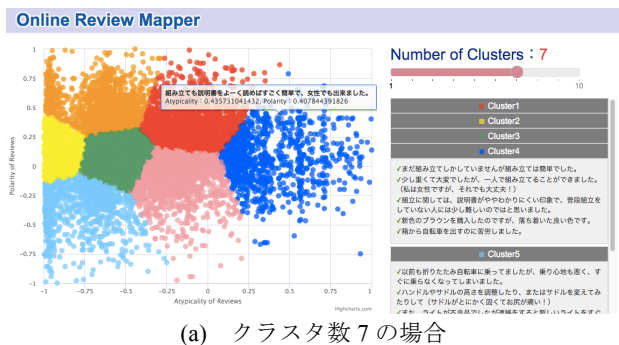 Online Review Mapper
Number of Clusters：7
1
10
Cluster1
Cluster2
Cluster3
Cluster4
✓まだ組み立てしかしていませんが組み立ては簡単でした。
✓少し重くて大変でしたが、一人で組み立てることができました。
（私は女性ですが、それでも大丈夫！）
✓組立に関しては、説明書がややわかりにくい印象で、普段組立を
していない人には少し難しいのではと思いました。
✓新色のブラウンを購入したのですが、落ち着いた良い色です。
✓箱から自転車を出すのに苦労しました。
Cluster5
✓以前も折りたたみ自転車に乗ってましたが、乗り心地も悪く、す
ぐに乗らなくなってしまいました。
✓ハンドルやサドルの高さを調整したり、またはサドルを変えてみ
たりして（サドルがとにかく固くてお尻が痛い！）
組み立ても説明書をよーく読めばすごく簡単で、女性でも出来ました。
Atypicality : 0.435731041432, Polarity : 0.407844391826
Polarity of Reviews
1
0.75
0.5
0.25
0
-0.25
-0.5
-0.75
-1
-1
-0.75
-0.5
-0.25
0
0.25
0.5
0.75
1
Atypicality of Reviews
Highcharts.com
(a) クラスタ数 7 の場合